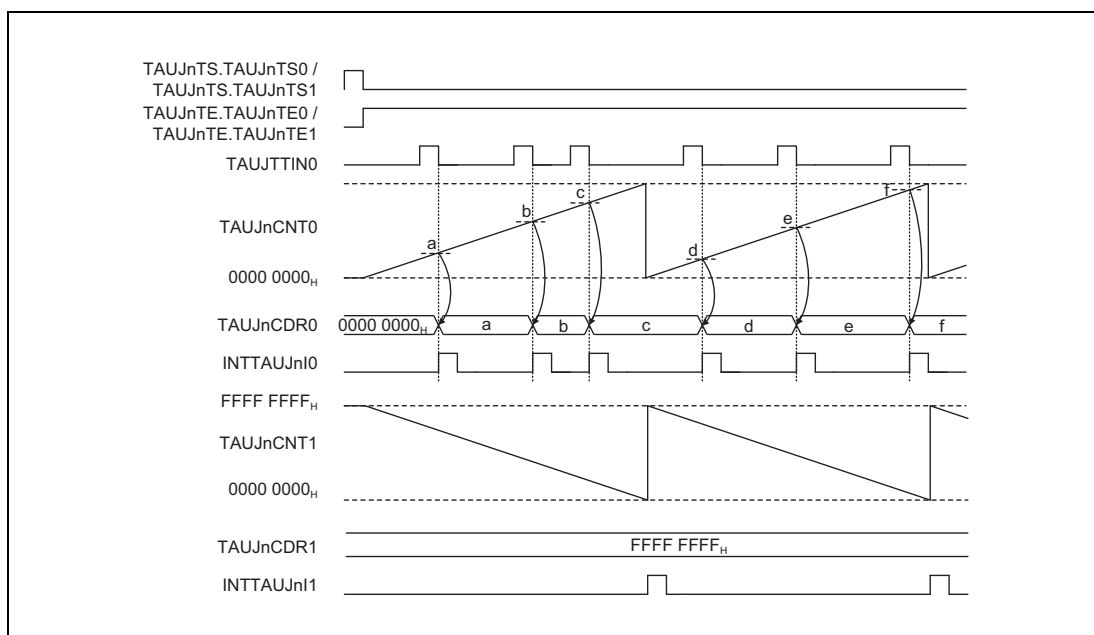 TAUJnTS.TAUJnTS0 /
TAUJnTS.TAUJnTS1
TAUJnTE.TAUJnTE0 /
TAUJnTE.TAUJnTE1
TAUJTTIN0
TAUJnCNT0
a
b
c
d
e
f
0000 0000H
TAUJnCDR0
0000 0000H
a
b
c
d
e
f
INTTAUJnI0
FFFF FFFFH
TAUJnCNT1
0000 0000H
TAUJnCDR1
FFFF FFFFH
INTTAUJnI1